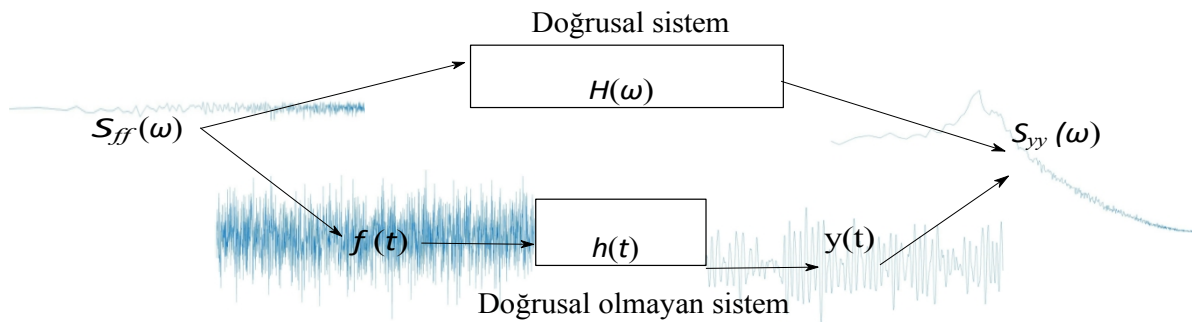 Doğrusal sistem
H(ω)
S_ff(ω)
S_yy(ω)
f(t)
h(t)
y(t)
Doğrusal olmayan sistem